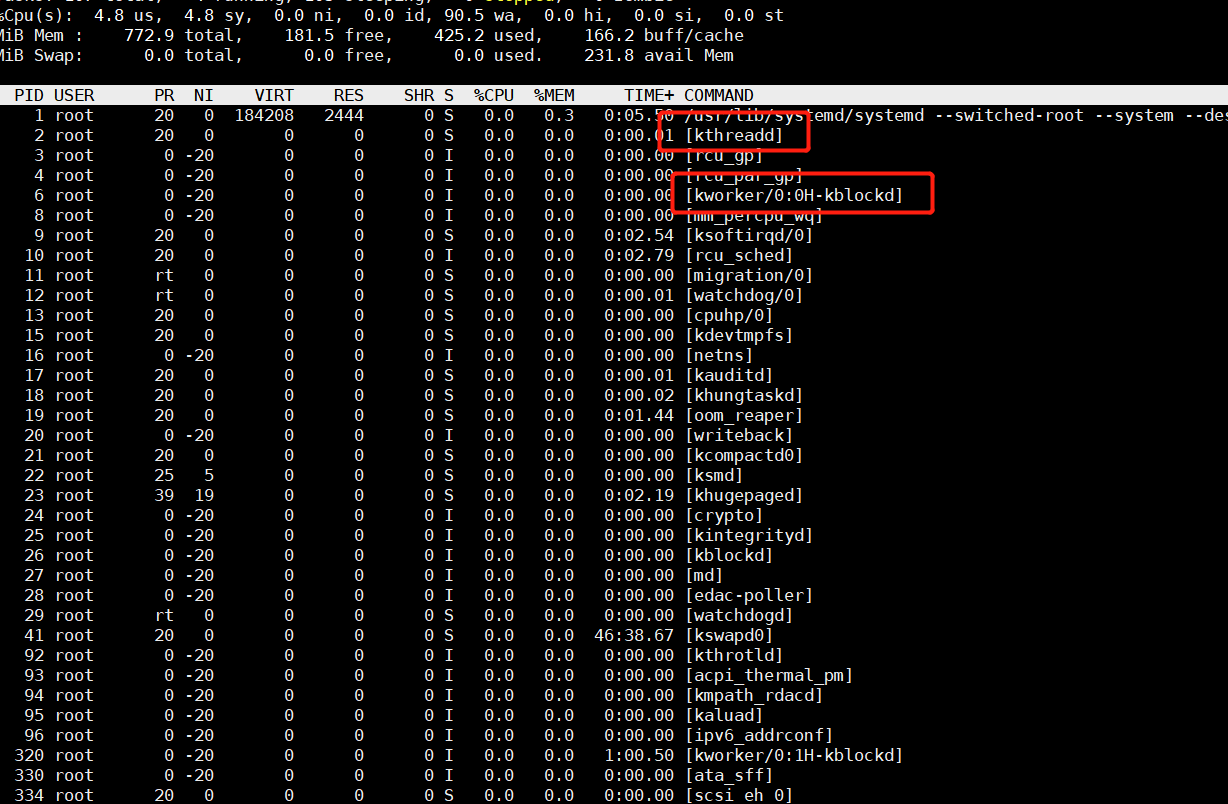 %Cpu(s):  4.8 us,  4.8 sy,  0.0 ni,  0.0 id, 90.5 wa,  0.0 hi,  0.0 si,  0.0 st
MiB Mem :    772.9 total,    181.5 free,    425.2 used,    166.2 buff/cache
MiB Swap:      0.0 total,      0.0 free,      0.0 used.    231.8 avail Mem
PID USER      PR  NI    VIRT    RES    SHR S  %CPU  %MEM     TIME+ COMMAND
1 root      20   0  184208   2444      0 S   0.0   0.3   0:05.50 /usr/lib/systemd/systemd --switched-root --system --des
2 root      20   0       0      0      0 S   0.0   0.0   0:00.01 [kthreadd]
3 root       0 -20       0      0      0 I   0.0   0.0   0:00.00 [rcu_gp]
4 root       0 -20       0      0      0 I   0.0   0.0   0:00.00 [rcu_par_gp]
6 root       0 -20       0      0      0 I   0.0   0.0   0:00.00 [kworker/0:0H-kblockd]
8 root       0 -20       0      0      0 I   0.0   0.0   0:00.00 [mm_percpu_wq]
9 root      20   0       0      0      0 S   0.0   0.0   0:02.54 [ksoftirqd/0]
10 root      20   0       0      0      0 I   0.0   0.0   0:02.79 [rcu_sched]
11 root      rt   0       0      0      0 S   0.0   0.0   0:00.00 [migration/0]
12 root      rt   0       0      0      0 S   0.0   0.0   0:00.01 [watchdog/0]
13 root      20   0       0      0      0 S   0.0   0.0   0:00.00 [cpuhp/0]
15 root      20   0       0      0      0 S   0.0   0.0   0:00.00 [kdevtmpfs]
16 root       0 -20       0      0      0 I   0.0   0.0   0:00.00 [netns]
17 root      20   0       0      0      0 S   0.0   0.0   0:00.01 [kauditd]
18 root      20   0       0      0      0 S   0.0   0.0   0:00.02 [khungtaskd]
19 root      20   0       0      0      0 S   0.0   0.0   0:01.44 [oom_reaper]
20 root       0 -20       0      0      0 I   0.0   0.0   0:00.00 [writeback]
21 root      20   0       0      0      0 S   0.0   0.0   0:00.00 [kcompactd0]
22 root      25   5       0      0      0 S   0.0   0.0   0:00.00 [ksmd]
23 root      39  19       0      0      0 S   0.0   0.0   0:02.19 [khugepaged]
24 root       0 -20       0      0      0 I   0.0   0.0   0:00.00 [crypto]
25 root       0 -20       0      0      0 I   0.0   0.0   0:00.00 [kintegrityd]
26 root       0 -20       0      0      0 I   0.0   0.0   0:00.00 [kblockd]
27 root       0 -20       0      0      0 I   0.0   0.0   0:00.00 [md]
28 root       0 -20       0      0      0 I   0.0   0.0   0:00.00 [edac-poller]
29 root      rt   0       0      0      0 S   0.0   0.0   0:00.00 [watchdogd]
41 root      20   0       0      0      0 S   0.0   0.0  46:38.67 [kswapd0]
92 root       0 -20       0      0      0 I   0.0   0.0   0:00.00 [kthrotld]
93 root       0 -20       0      0      0 I   0.0   0.0   0:00.00 [acpi_thermal_pm]
94 root       0 -20       0      0      0 I   0.0   0.0   0:00.00 [kmpath_rdacd]
95 root       0 -20       0      0      0 I   0.0   0.0   0:00.00 [kaluad]
96 root       0 -20       0      0      0 I   0.0   0.0   0:00.00 [ipv6_addrconf]
320 root       0 -20       0      0      0 I   0.0   0.0   1:00.50 [kworker/0:1H-kblockd]
330 root       0 -20       0      0      0 I   0.0   0.0   0:00.00 [ata_sff]
334 root      20   0       0      0      0 S   0.0   0.0   0:00.00 [scsi_eh_0]